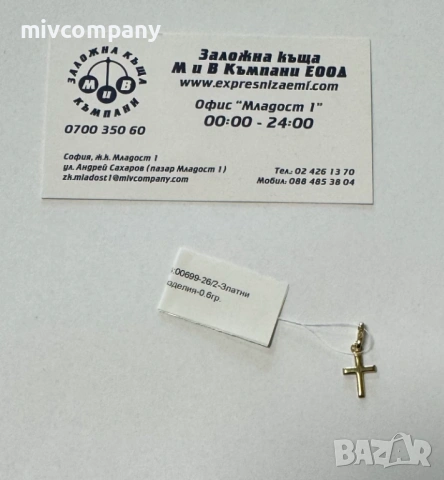 mivcompany
ЗАЛОЖНА КЪЩА
М и В
КЪМПАНИ
0700 350 60
Заложна къща
М и В Къмпани ЕООД
www.expresnizaemi.com
Офис "Младост 1"
00:00 - 24:00
София, ж.к. Младост 1
ул. Андрей Сахаров (пазар Младост 1)
zk.mladost1@mivcompany.com
Тел.: 02 426 13 70
Мобил.: 088 485 38 04
.00699-26/2-Златни
изделия-0.6гр.
BAZAR
bg